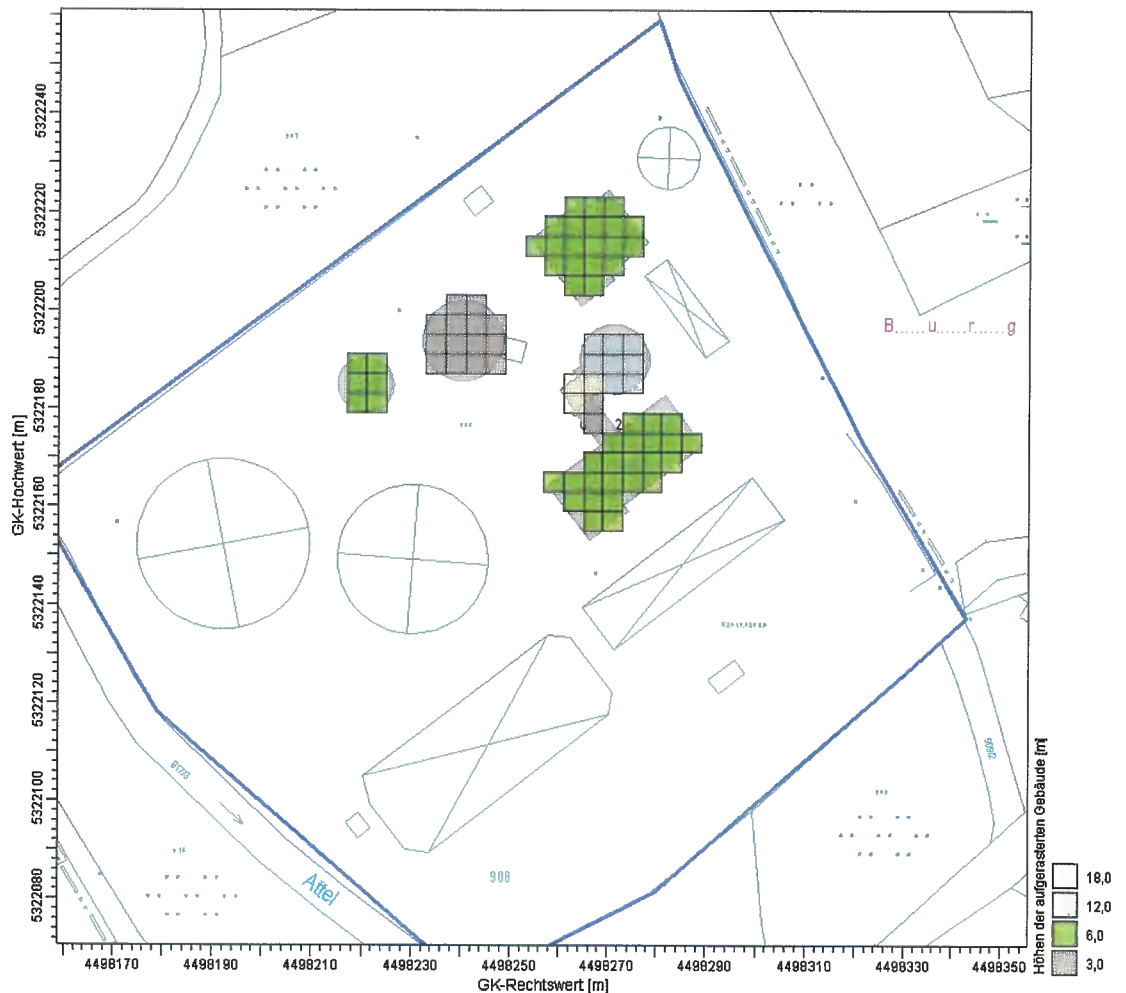 GK-Hochwert [m]
5322240
5322220
5322200
5322180
5322160
5322140
5322120
5322100
5322080
B......u......r......g
2
Attel
908
Höhen der aufgerasterten Gebäude [m]
18,0
12,0
6,0
3,0
4498170 4498190 4498210 4498230 4498250 4498270 4498290 4498310 4498330 4498350
GK-Rechtswert [m]